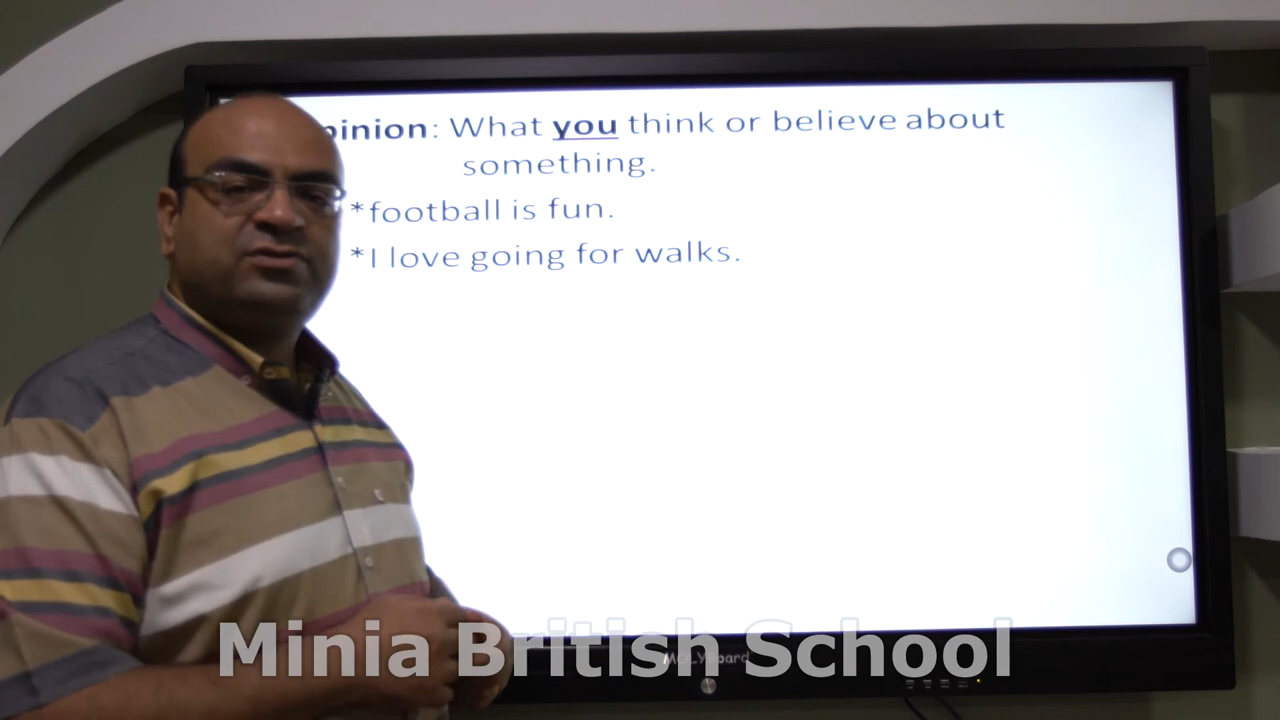 pinion: What you think or believe about
something.
*football is fun.
*I love going for walks.
Minia British School